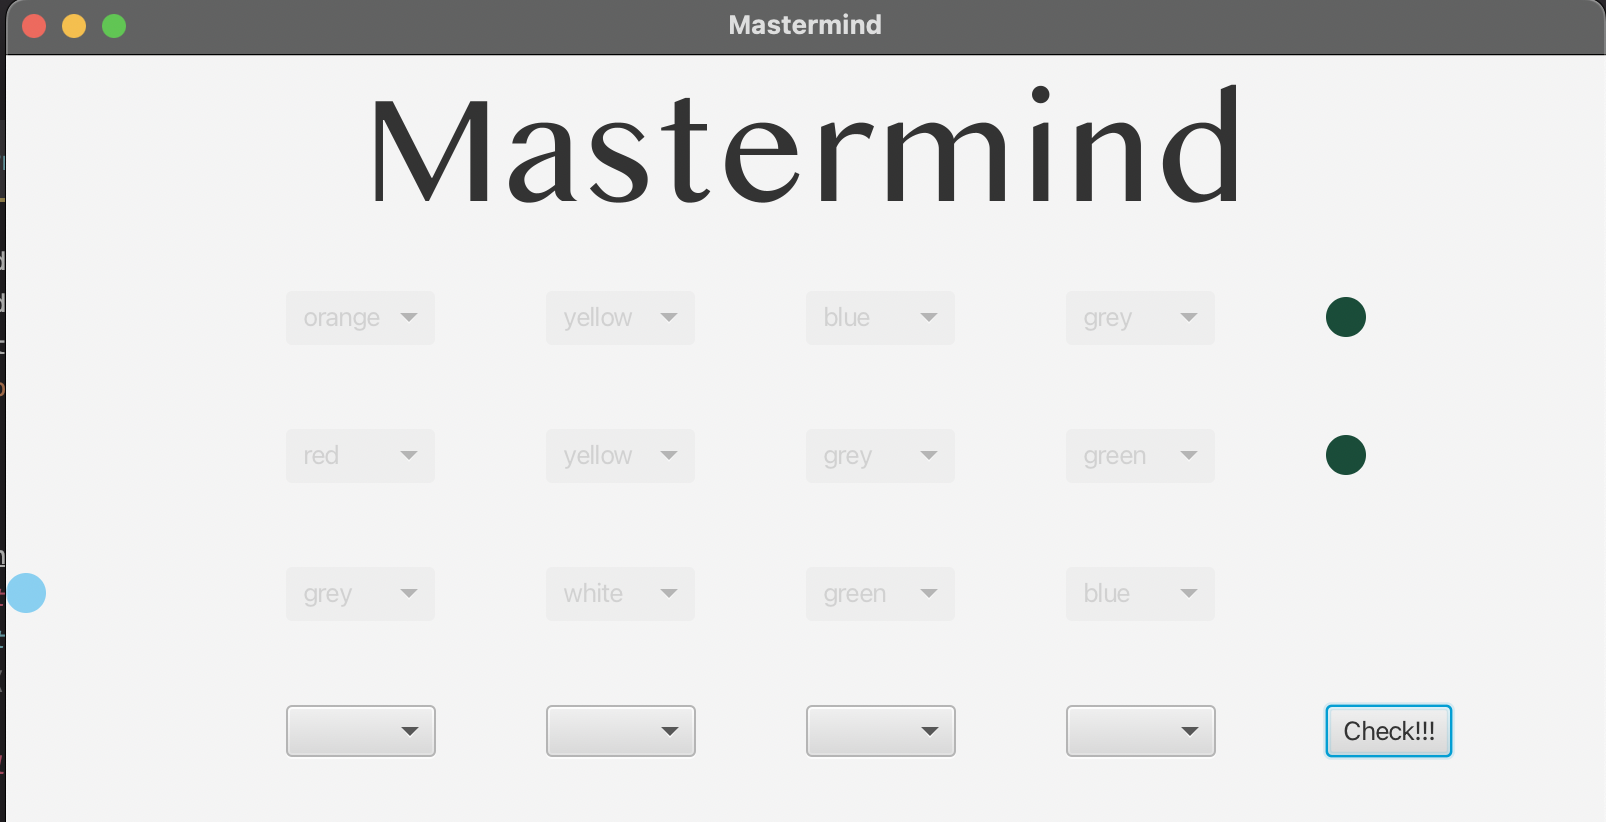 Mastermind
Mastermind
orange yellow blue grey
red yellow grey green
grey white green blue
Check!!!